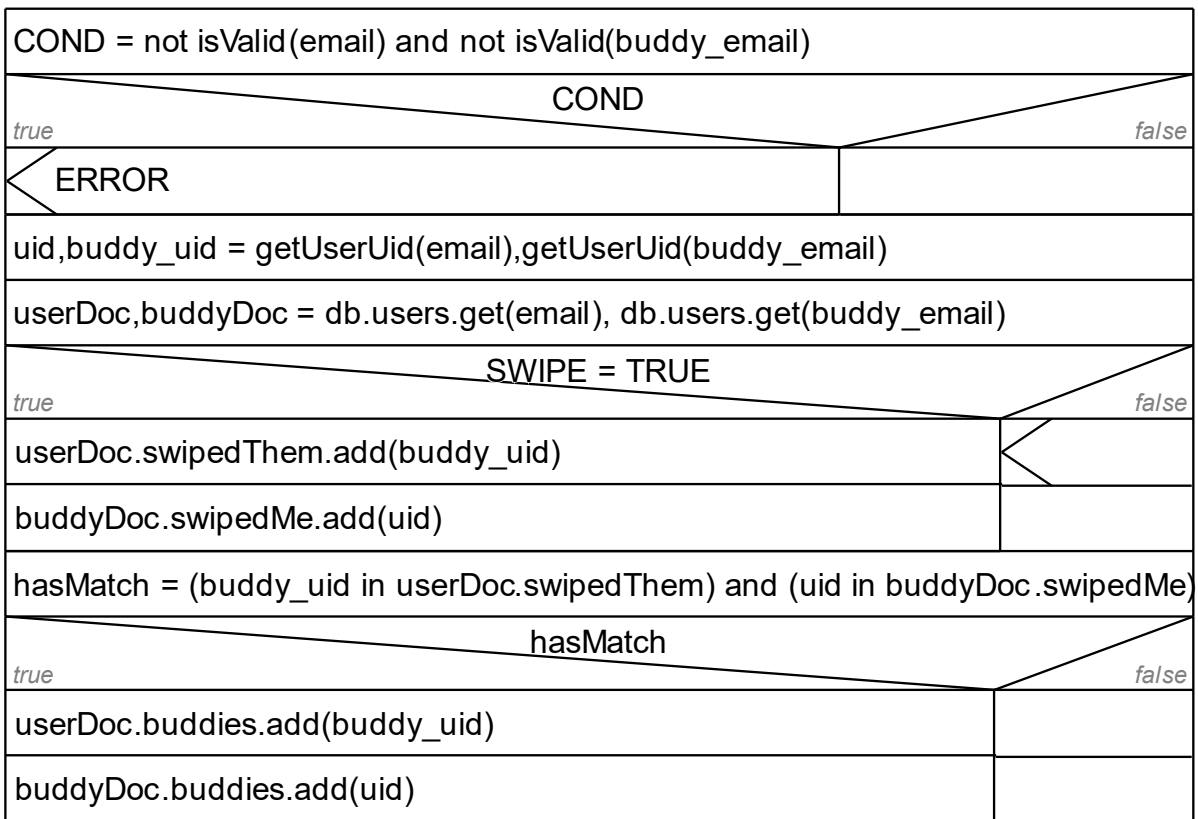 COND = not isValid(email) and not isValid(buddy_email)
COND
true
false
ERROR
uid,buddy_uid = getUserUid(email),getUserUid(buddy_email)
userDoc,buddyDoc = db.users.get(email), db.users.get(buddy_email)
SWIPE = TRUE
true
false
userDoc.swipedThem.add(buddy_uid)
buddyDoc.swipedMe.add(uid)
hasMatch = (buddy_uid in userDoc.swipedThem) and (uid in buddyDoc.swipedMe)
hasMatch
true
false
userDoc.buddies.add(buddy_uid)
buddyDoc.buddies.add(uid)